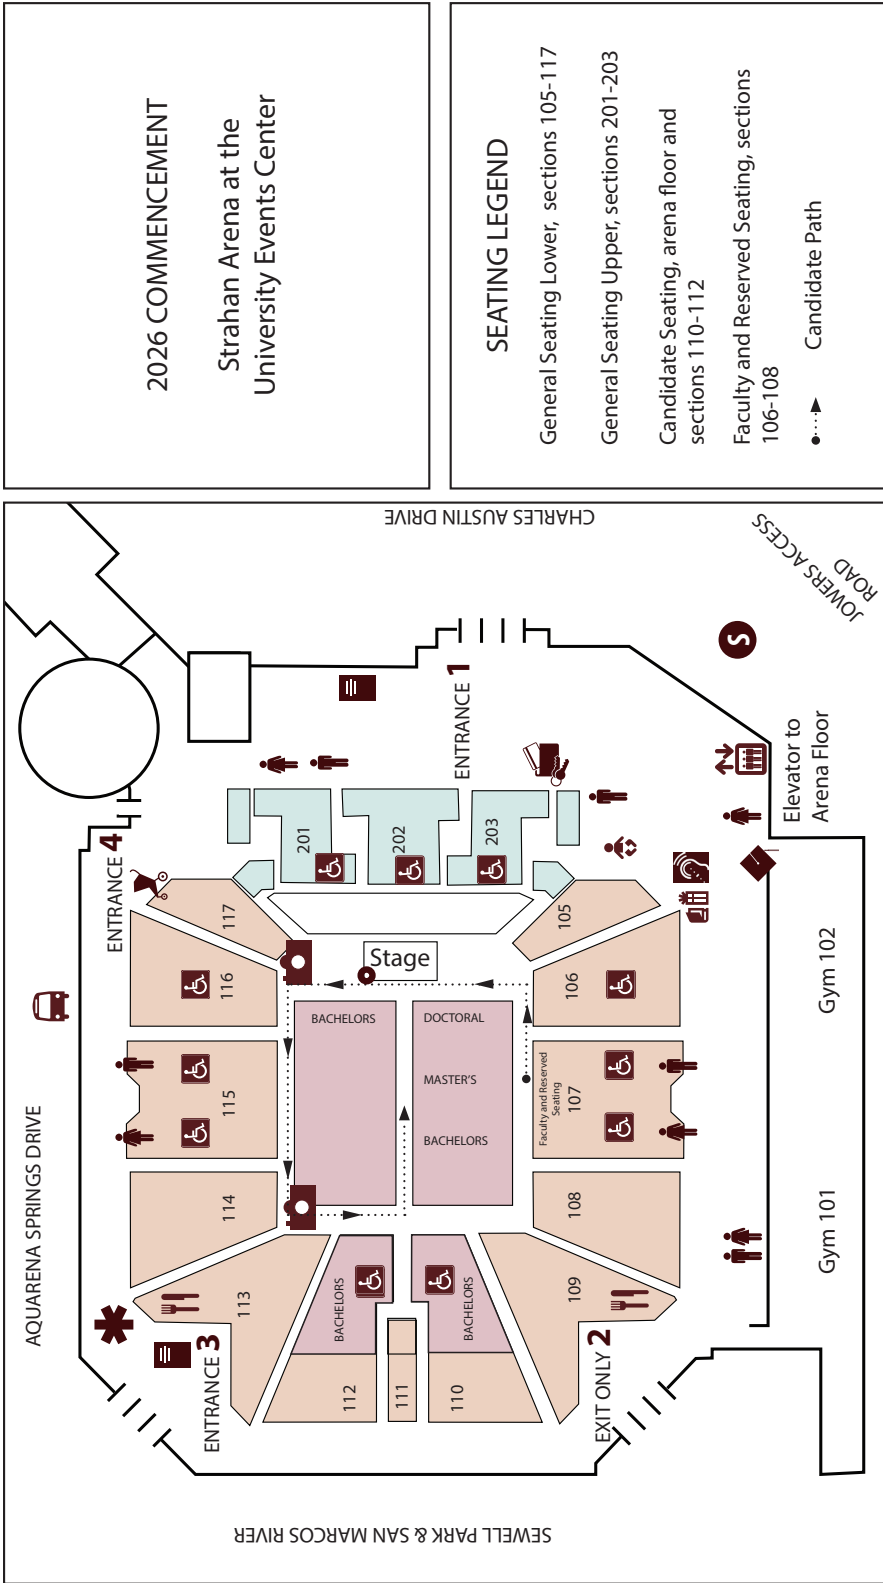 2026 COMMENCEMENT
Strahan Arena at the
University Events Center
SEATING LEGEND
General Seating Lower, sections 105-117
General Seating Upper, sections 201-203
Candidate Seating, arena floor and
sections 110-112
Faculty and Reserved Seating, sections
106-108
Candidate Path
AQUARENA SPRINGS DRIVE
ENTRANCE 3
ENTRANCE 4
113
114
115
116
117
201
202
203
ENTRANCE 1
CHARLES AUSTIN DRIVE
SEWELL PARK & SAN MARCOS RIVER
112
111
110
BACHELORS
BACHELORS
BACHELORS
BACHELORS
MASTER'S
DOCTORAL
Stage
Faculty and Reserved
Seating
EXIT ONLY 2
109
108
107
106
105
Gym 101
Gym 102
Elevator to
Arena Floor
S
JOWERS ACCESS
ROAD